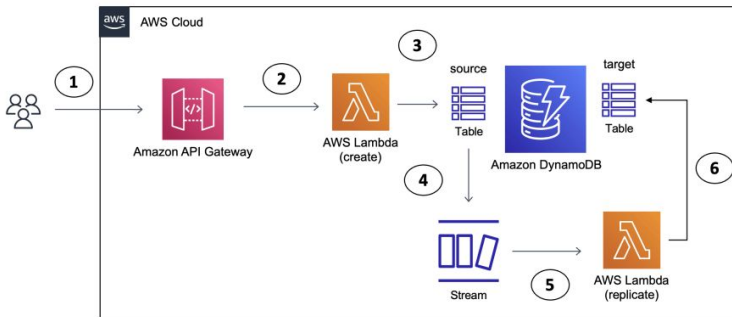 aws
AWS Cloud
1
2
3
source
target
Table
Table
Amazon API Gateway
AWS Lambda
(create)
Amazon DynamoDB
4
6
Stream
5
AWS Lambda
(replicate)